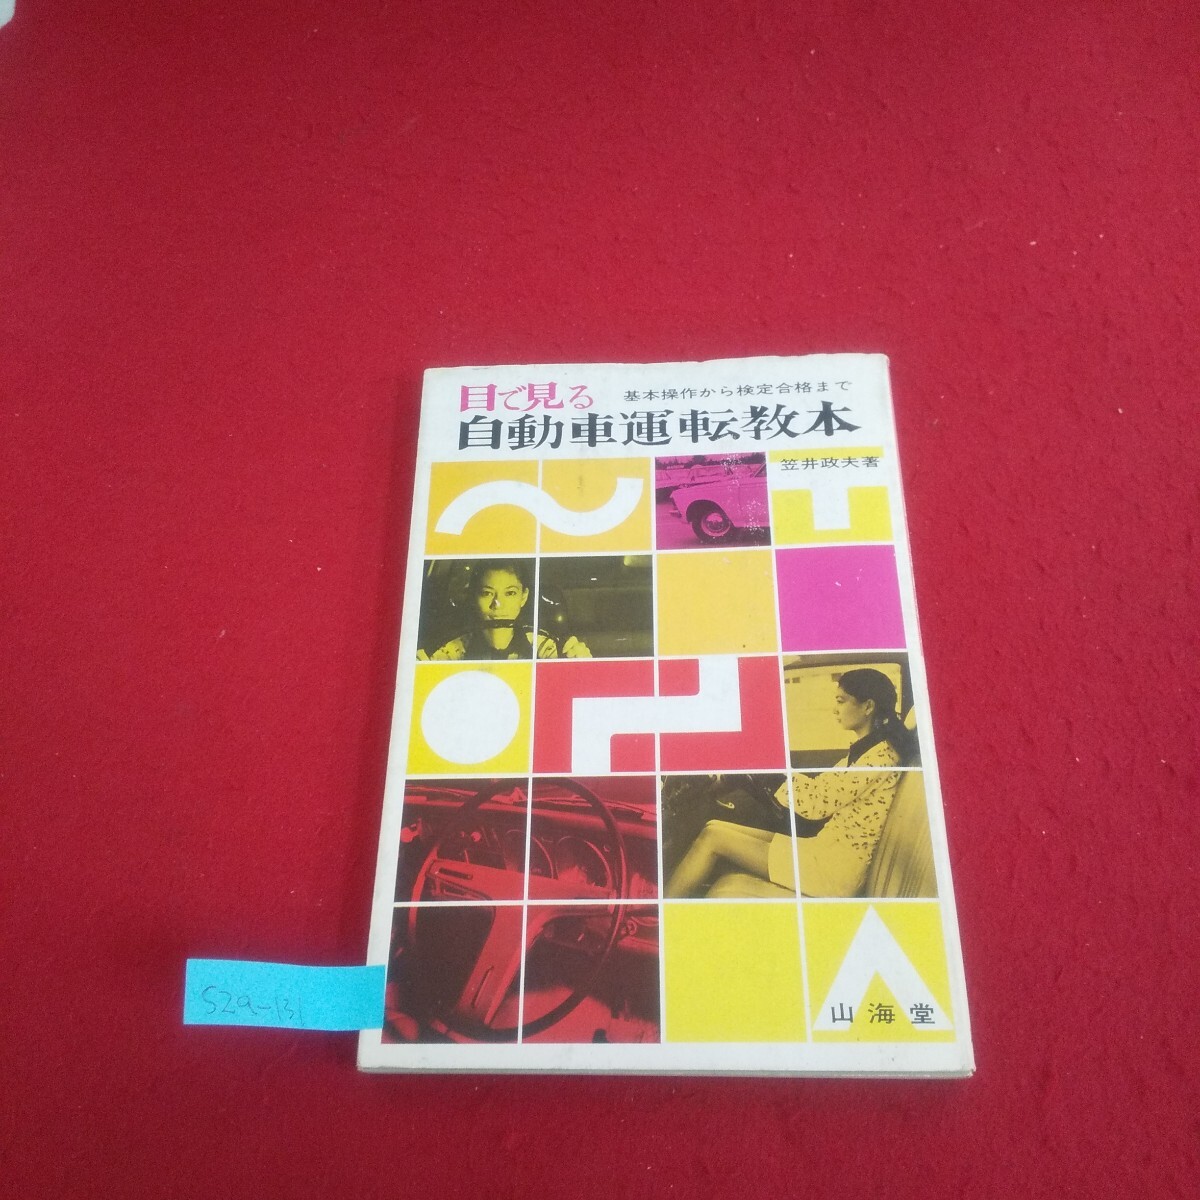 目で見る
基本操作から検定合格まで
自動車運転教本
笠井政夫著
山海堂
S29-131